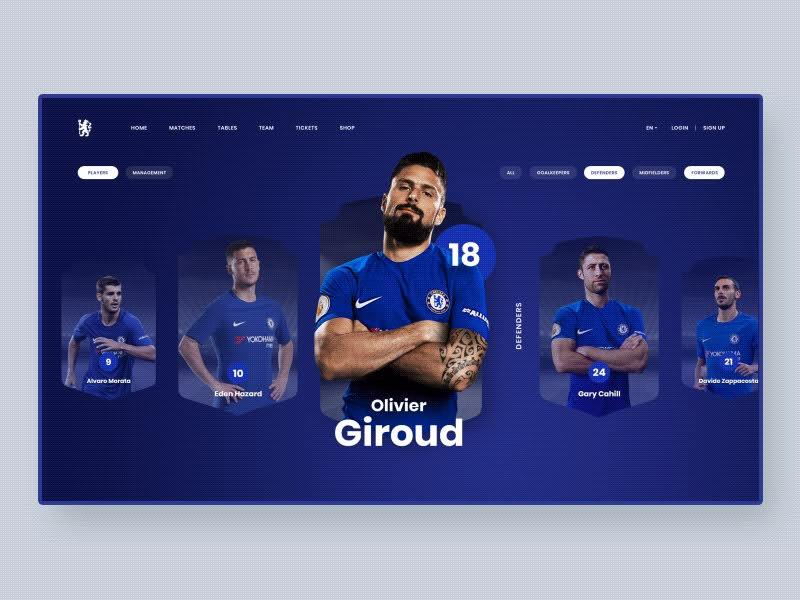 HOME MATCHES TABLES TEAM TICKETS SHOP EN LOGIN | SIGN UP
PLAYERS MANAGEMENT ALL GOALKEEPERS DEFENDERS MIDFIELDERS FORWARDS
18
DEFENDERS
YOKOHAMA
9
Alvaro Morata
10
Eden Hazard
Olivier
Giroud
24
Gary Cahill
21
Davide Zappacosta